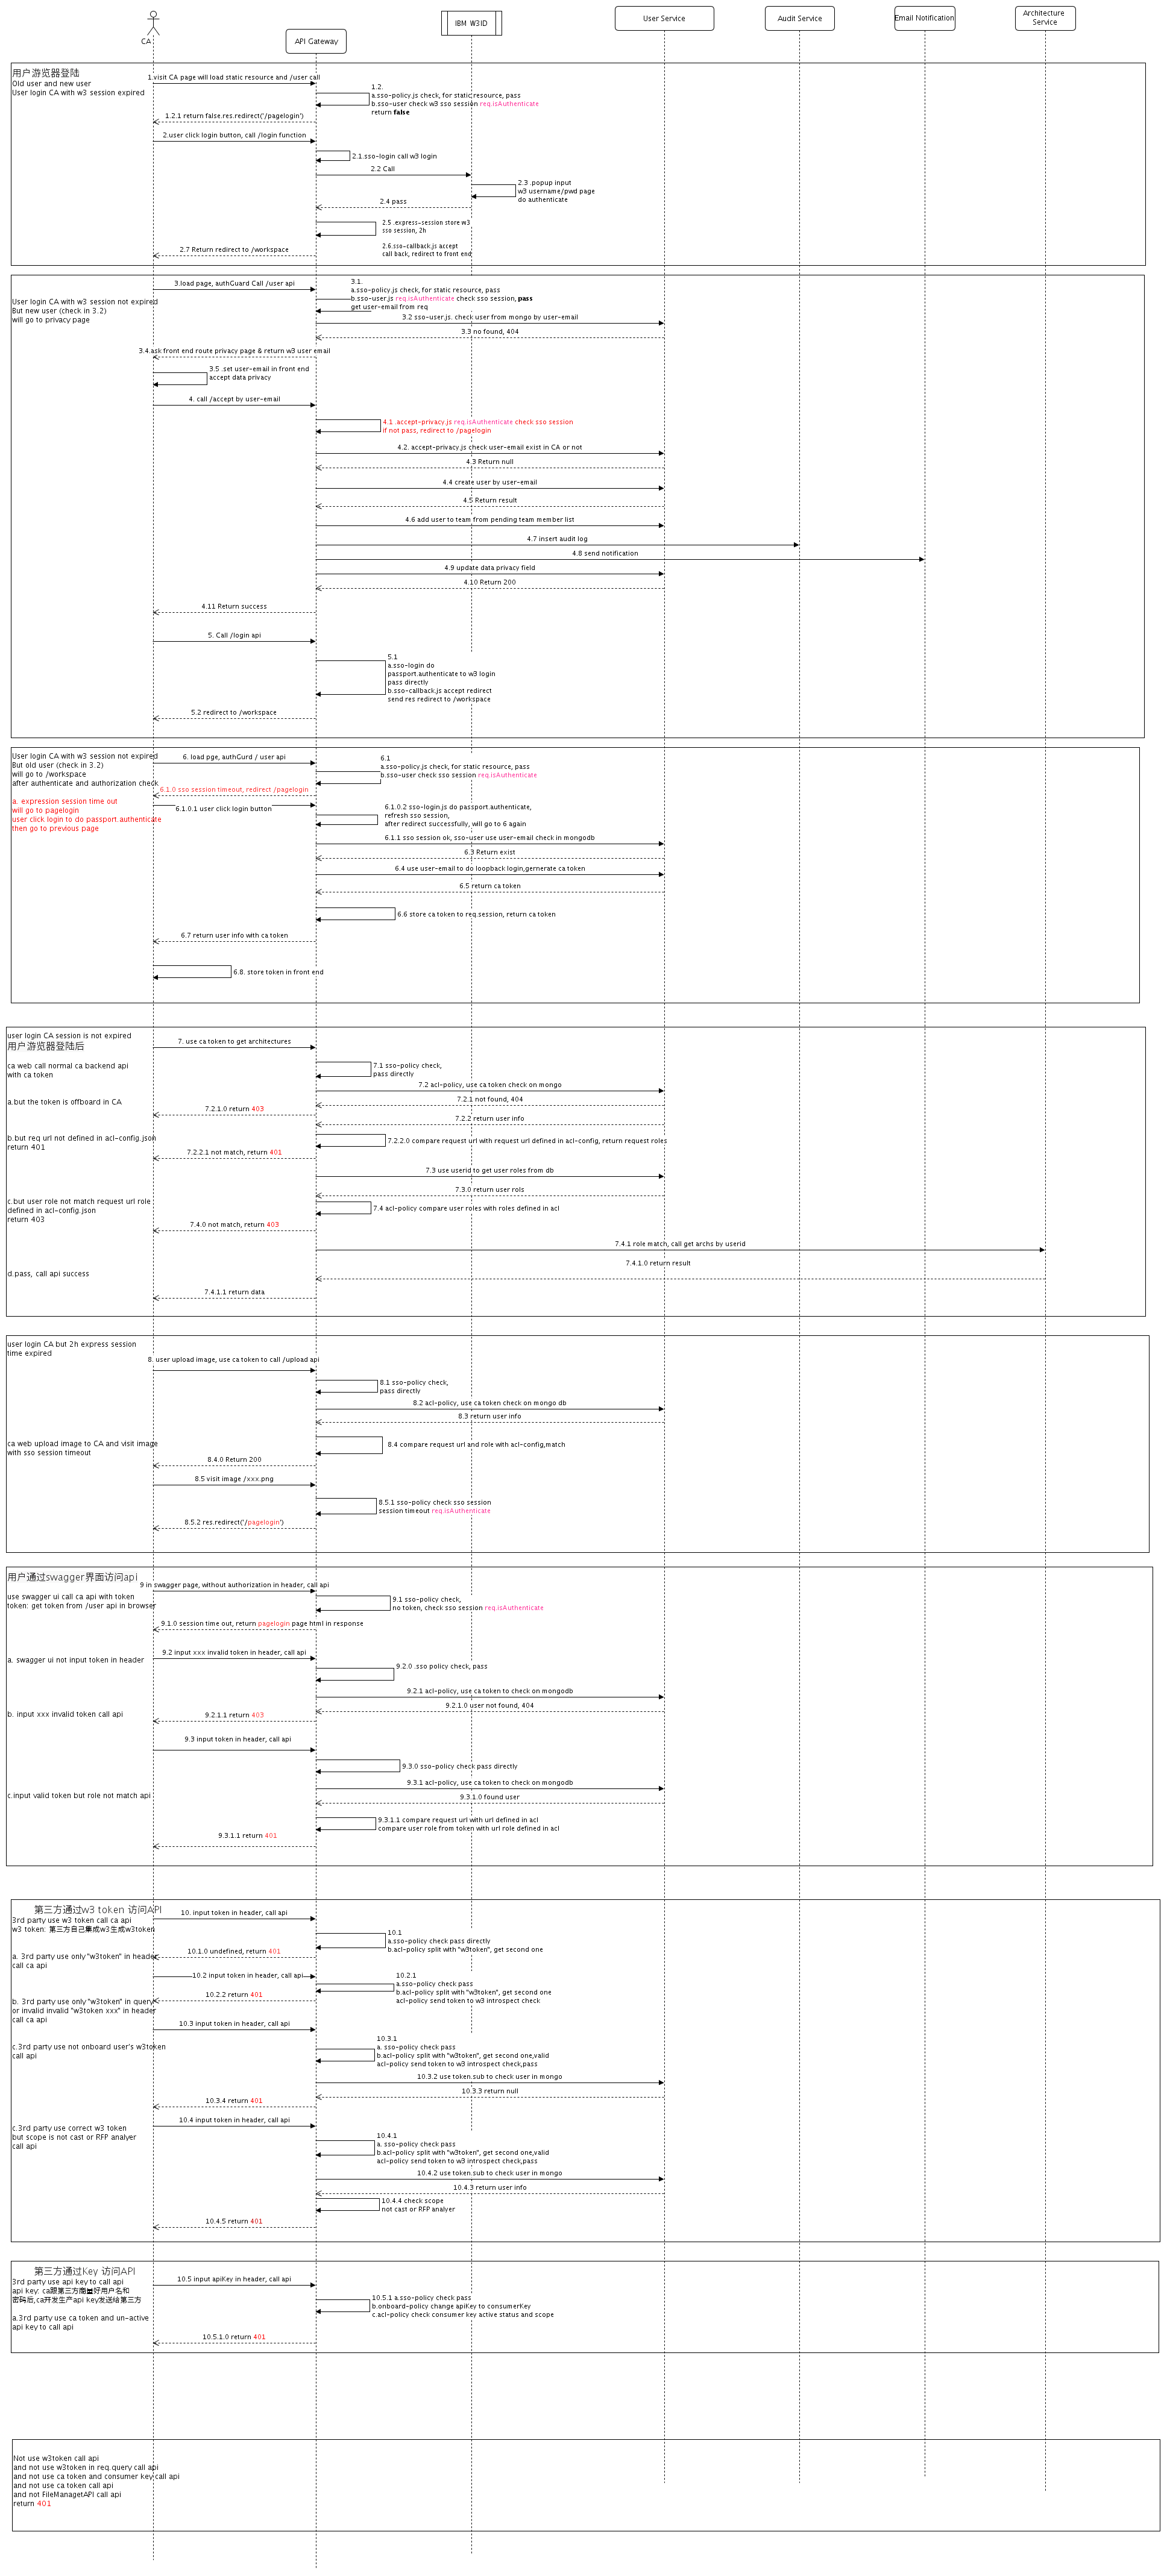 CA
API Gateway
IBM W3ID
User Service
Audit Service
Email Notification
Architecture
Service
用户游览器登陆
Old user and new user
User login CA with w3 session expired
1.visit CA page will load static resource and /user call
1.2.
a.sso-policy.js check, for static resource, pass
b.sso-user check w3 sso session req.isAuthenticate
return false
1.2.1 return false.res.redirect('/pagelogin')
2.user click login button, call /login function
2.1.sso-login call w3 login
2.2 Call
2.3 .popup input
w3 username/pwd page
do authenticate
2.4 pass
2.5 .express-session store w3
sso session, 2h
2.6.sso-callback.js accept
call back, redirect to front end
2.7 Return redirect to /workspace
User login CA with w3 session not expired
But new user (check in 3.2)
will go to privacy page
3.load page, authGuard Call /user api
3.1.
a.sso-policy.js check, for static resource, pass
b.sso-user.js req.isAuthenticate check sso session, pass
get user-email from req
3.2 sso-user.js. check user from mongo by user-email
3.3 no found, 404
3.4.ask front end route privacy page & return w3 user email
3.5 .set user-email in front end
accept data privacy
4. call /accept by user-email
4.1 .accept-privacy.js req.isAuthenticate check sso session
if not pass, redirect to /pagelogin
4.2. accept-privacy.js check user-email exist in CA or not
4.3 Return null
4.4 create user by user-email
4.5 Return result
4.6 add user to team from pending team member list
4.7 insert audit log
4.8 send notification
4.9 update data privacy field
4.10 Return 200
4.11 Return success
5. Call /login api
5.1
a.sso-login do
passport.authenticate to w3 login
pass directly
b.sso-callback.js accept redirect
send res redirect to /workspace
5.2 redirect to /workspace
User login CA with w3 session not expired
But old user (check in 3.2)
will go to /workspace
after authenticate and authorization check
a. expression session time out
will go to pagelogin
user click login to do passport.authenticate
then go to previous page
6. load pge, authGurd / user api
6.1
a.sso-policy.js check, for static resource, pass
b.sso-user check sso session req.isAuthenticate
6.1.0 sso session timeout, redirect /pagelogin
6.1.0.1 user click login button
6.1.0.2 sso-login.js do passport.authenticate,
refresh sso session,
after redirect successfully, will go to 6 again
6.1.1 sso session ok, sso-user use user-email check in mongodb
6.3 Return exist
6.4 use user-email to do loopback login,gernerate ca token
6.5 return ca token
6.6 store ca token to req.session, return ca token
6.7 return user info with ca token
6.8. store token in front end
user login CA session is not expired
用户游览器登陆后
ca web call normal ca backend api
with ca token
a.but the token is offboard in CA
b.but req url not defined in acl-config.json
return 401
c.but user role not match request url role
defined in acl-config.json
return 403
d.pass, call api success
7. use ca token to get architectures
7.1 sso-policy check,
pass directly
7.2 acl-policy, use ca token check on mongo
7.2.1 not found, 404
7.2.1.0 return 403
7.2.2 return user info
7.2.2.0 compare request url with request url defined in acl-config, return request roles
7.2.2.1 not match, return 401
7.3 use userid to get user roles from db
7.3.0 return user rols
7.4 acl-policy compare user roles with roles defined in acl
7.4.0 not match, return 403
7.4.1 role match, call get archs by userid
7.4.1.0 return result
7.4.1.1 return data
user login CA but 2h express session
time expired
ca web upload image to CA and visit image
with sso session timeout
8. user upload image, use ca token to call /upload api
8.1 sso-policy check,
pass directly
8.2 acl-policy, use ca token check on mongo db
8.3 return user info
8.4 compare request url and role with acl-config,match
8.4.0 Return 200
8.5 visit image /xxx.png
8.5.1 sso-policy check sso session
session timeout req.isAuthenticate
8.5.2 res.redirect('/pagelogin')
用户通过swagger界面访问api
use swagger ui call ca api with token
token: get token from /user api in browser
a. swagger ui not input token in header
b. input xxx invalid token call api
c.input valid token but role not match api
9 in swagger page, without authorization in header, call api
9.1 sso-policy check,
no token, check sso session req.isAuthenticate
9.1.0 session time out, return pagelogin page html in response
9.2 input xxx invalid token in header, call api
9.2.0 .sso policy check, pass
9.2.1 acl-policy, use ca token to check on mongodb
9.2.1.0 user not found, 404
9.2.1.1 return 403
9.3 input token in header, call api
9.3.0 sso-policy check pass directly
9.3.1 acl-policy, use ca token to check on mongodb
9.3.1.0 found user
9.3.1.1 compare request url with url defined in acl
compare user role from token with url role defined in acl
9.3.1.1 return 401
第三方通过w3 token 访问API
3rd party use w3 token call ca api
w3 token: 第三方自己集成w3生成w3token
a. 3rd party use only "w3token" in header
call ca api
b. 3rd party use only "w3token" in query
or invalid invalid "w3token xxx" in header
call ca api
c.3rd party use not onboard user's w3token
call api
c.3rd party use correct w3 token
but scope is not cast or RFP analyer
call api
10. input token in header, call api
10.1
a.sso-policy check pass directly
b.acl-policy split with "w3token", get second one
10.1.0 undefined, return 401
10.2 input token in header, call api
10.2.1
a.sso-policy check pass
b.acl-policy split with "w3token", get second one
acl-policy send token to w3 introspect check
10.2.2 return 401
10.3 input token in header, call api
10.3.1
a. sso-policy check pass
b.acl-policy split with "w3token", get second one,valid
acl-policy send token to w3 introspect check,pass
10.3.2 use token.sub to check user in mongo
10.3.3 return null
10.3.4 return 401
10.4 input token in header, call api
10.4.1
a. sso-policy check pass
b.acl-policy split with "w3token", get second one,valid
acl-policy send token to w3 introspect check,pass
10.4.2 use token.sub to check user in mongo
10.4.3 return user info
10.4.4 check scope
not cast or RFP analyer
10.4.5 return 401
第三方通过Key 访问API
3rd party use api key to call api
api key: ca跟第三方商量好用户名和
密码后,ca开发生产api key发送给第三方
a.3rd party use ca token and un-active
api key to call api
10.5 input apiKey in header, call api
10.5.1 a.sso-policy check pass
b.onboard-policy change apiKey to consumerKey
c.acl-policy check consumer key active status and scope
10.5.1.0 return 401
Not use w3token call api
and not use w3token in req.query call api
and not use ca token and consumer key call api
and not use ca token call api
and not FileManagetAPI call api
return 401